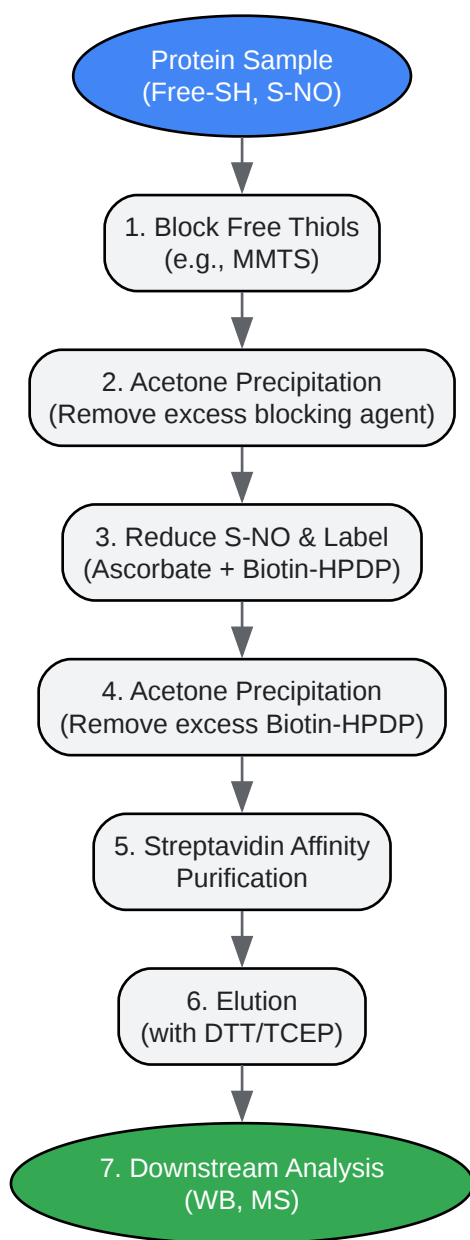 Protein Sample
(Free-SH, S-NO)
1. Block Free Thiols
(e.g., MMTS)
2. Acetone Precipitation
(Remove excess blocking agent)
3. Reduce S-NO & Label
(Ascorbate + Biotin-HPDP)
4. Acetone Precipitation
(Remove excess Biotin-HPDP)
5. Streptavidin Affinity
Purification
6. Elution
(with DTT/TCEP)
7. Downstream Analysis
(WB, MS)